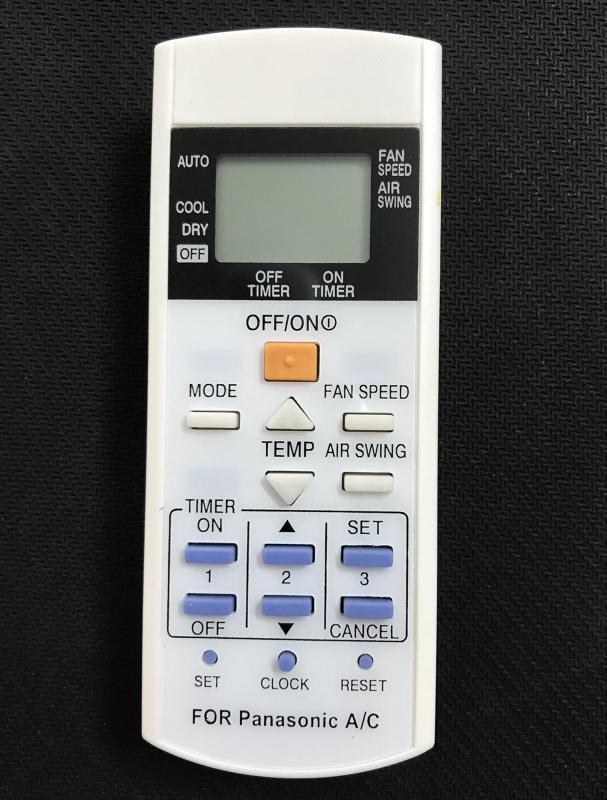 AUTO
FAN
SPEED
AIR
SWING
COOL
DRY
OFF
OFF
TIMER
ON
TIMER
OFF/ON
MODE
FAN SPEED
TEMP
AIR SWING
TIMER
ON
▲
SET
1
2
3
OFF
▼
CANCEL
SET
CLOCK
RESET
FOR Panasonic A/C